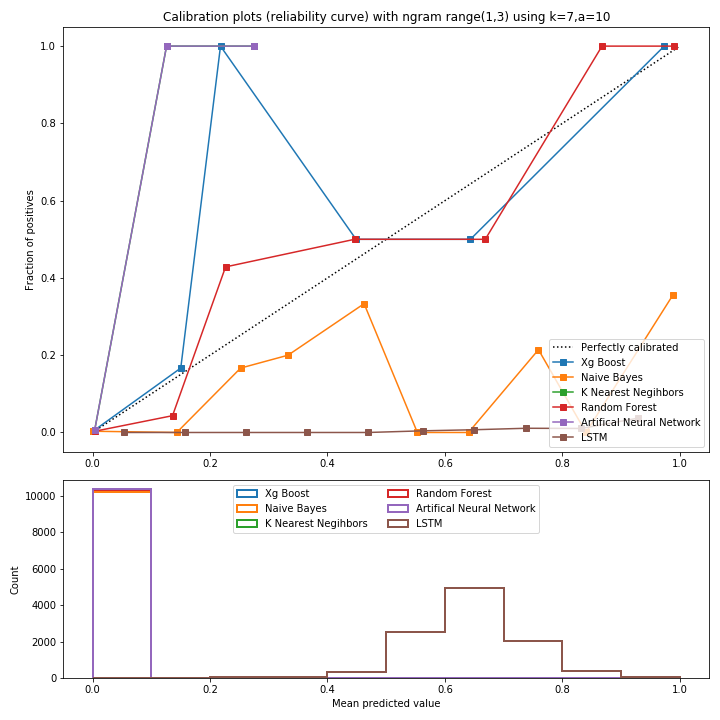 Calibration plots (reliability curve) with ngram range(1,3) using k=7,a=10
1.0
0.8
0.6
0.4
0.2
0.0
Fraction of positives
Perfectly calibrated
Xg Boost
Naive Bayes
K Nearest Negihbors
Random Forest
Artifical Neural Network
LSTM
0.0 0.2 0.4 0.6 0.8 1.0
10000
8000
6000
4000
2000
0
Count
Xg Boost
Naive Bayes
K Nearest Negihbors
Random Forest
Artifical Neural Network
LSTM
0.0 0.2 0.4 0.6 0.8 1.0
Mean predicted value